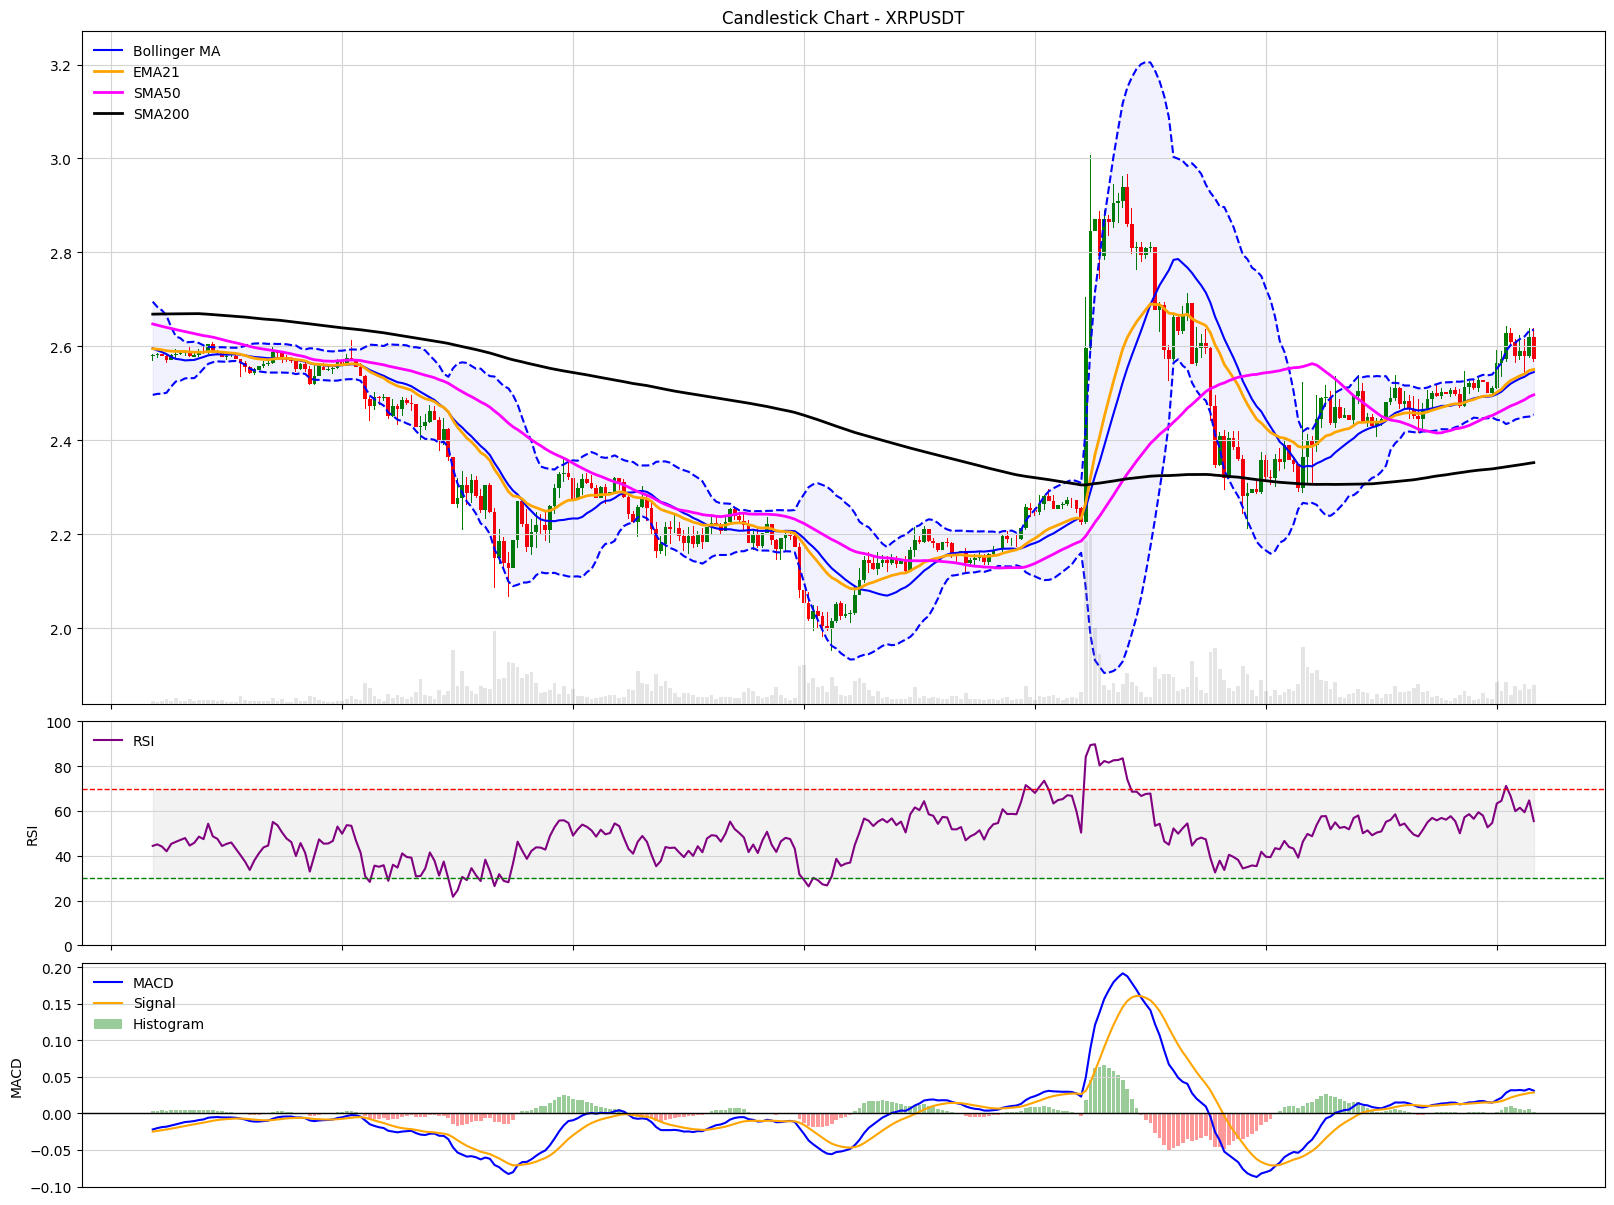 Candlestick Chart - XRPUSDT
Bollinger MA
EMA21
SMA50
SMA200
3.2
3.0
2.8
2.6
2.4
2.2
2.0
RSI
100
80
60
40
20
0
RSI
MACD
Signal
Histogram
0.20
0.15
0.10
0.05
0.00
−0.05
−0.10
MACD